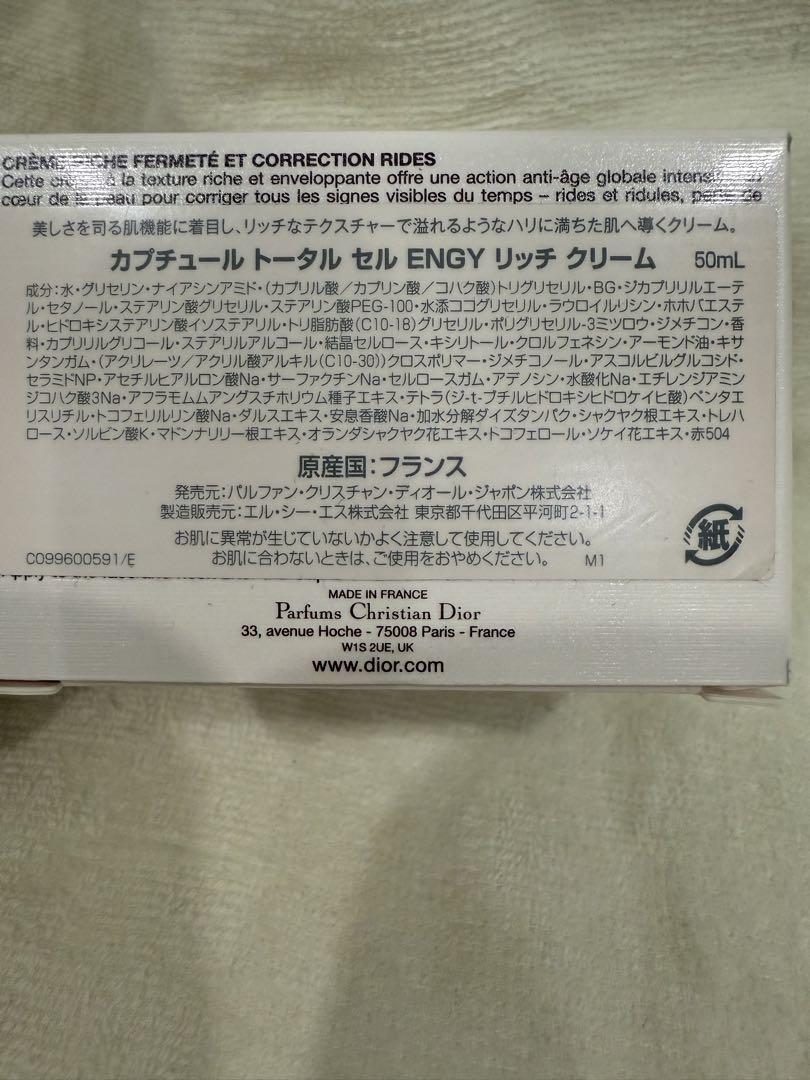 CRÈME RICHE FERMETÉ ET CORRECTION RIDES
Cette à la texture riche et enveloppante offre une action anti-âge globale
cœur de peau pour corriger tous les signes visibles du temps – rides et ridules,
美しさを司る肌機能に着目し、リッチなテクスチャーで溢れるようなハリに満ちた肌へ導くクリーム。
カプチュール トータル セル ENGY リッチ クリーム 50mL
成分:水・グリセリン・ナイアシンアミド・(カプリル酸/カプリン酸/コハク酸)トリグリセリル・BG・ジカプリリルエーテ
ル・セタノール・ステアリン酸グリセリル・ステアリン酸PEG-100・水添ココグリセリル・ラウロイルリシン・ホホバエステ
ル・ヒドロキシステアリン酸イソステアリル・トリ脂肪酸(C10-18)グリセリル・ポリグリセリル-3ミツロウ・ジメチコン・香
料・カプリリルグリコール・ステアリルアルコール・結晶セルロース・キシリトール・クロルフェネシン・アーモンド油・キサ
ンタンガム・(アクリレーツ/アクリル酸アルキル(C10-30))クロスポリマー・ジメチコノール・アスコルビルグルコシド・
セラミドNP・アセチルヒアルロン酸Na・サーファクチンNa・セルロースガム・アデノシン・水酸化Na・エチレンジアミン
ジコハク酸3Na・アフラモムムアングスチホリウム種子エキス・テトラ(ジ-t-ブチルヒドロキシヒドロケイヒ酸)ペンタエ
リスリチル・トコフェリルリン酸Na・ダルスエキス・安息香酸Na・加水分解ダイズタンパク・シャクヤク根エキス・トレハ
ロース・ソルビン酸K・マドンナリリー根エキス・オランダシャクヤク花エキス・トコフェロール・ソケイ花エキス・赤504
原産国:フランス
発売元:パルファン・クリスチャン・ディオール・ジャポン株式会社
製造販売元:エル・シー・エス株式会社 東京都千代田区平河町2-1-1
お肌に異常が生じていないかよく注意して使用してください。
C099600591/E お肌に合わないときは、ご使用をおやめください。 M1
紙
MADE IN FRANCE
Parfums Christian Dior
33, avenue Hoche - 75008 Paris - France
W1S 2UE, UK
www.dior.com